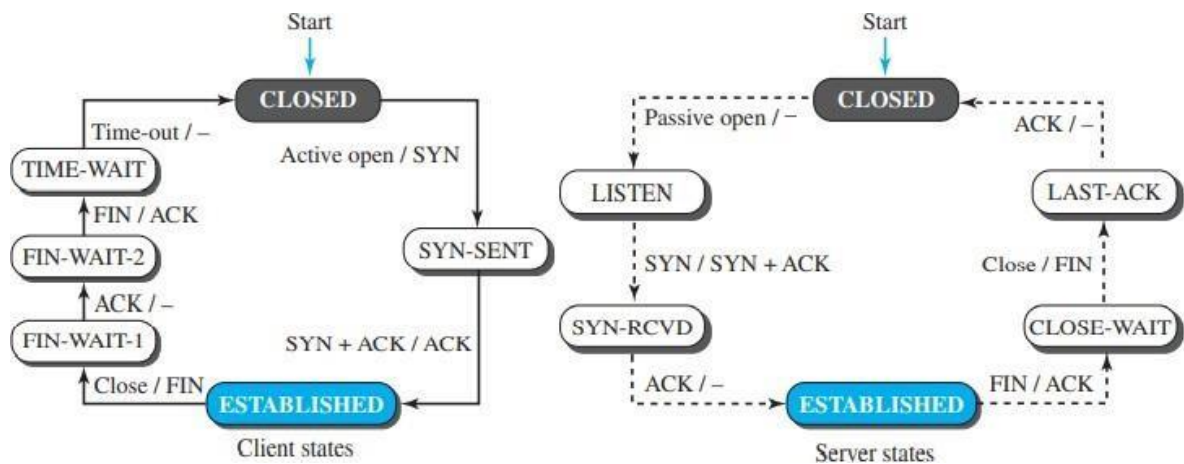 Start
CLOSED
Time-out / –
Active open / SYN
TIME-WAIT
FIN / ACK
FIN-WAIT-2
SYN-SENT
ACK / –
FIN-WAIT-1
SYN + ACK / ACK
Close / FIN
ESTABLISHED
Client states
Start
CLOSED
Passive open / –
ACK / –
LISTEN
LAST-ACK
SYN / SYN + ACK
Close / FIN
SYN-RCVD
CLOSE-WAIT
ACK / –
FIN / ACK
ESTABLISHED
Server states